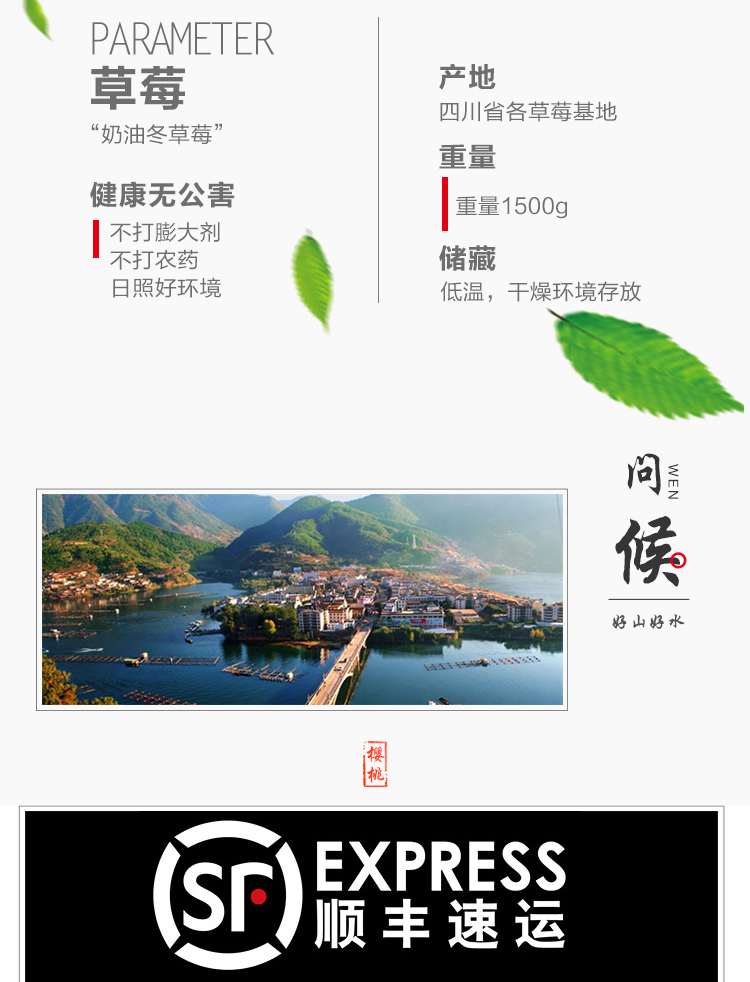 PARAMETER
草莓
“奶油冬草莓”
健康无公害
不打膨大剂
不打农药
日照好环境
产地
四川省各草莓基地
重量
重量1500g
储藏
低温，干燥环境存放
问
WEN
候
好山好水
樱桃
SF
EXPRESS
顺丰速运